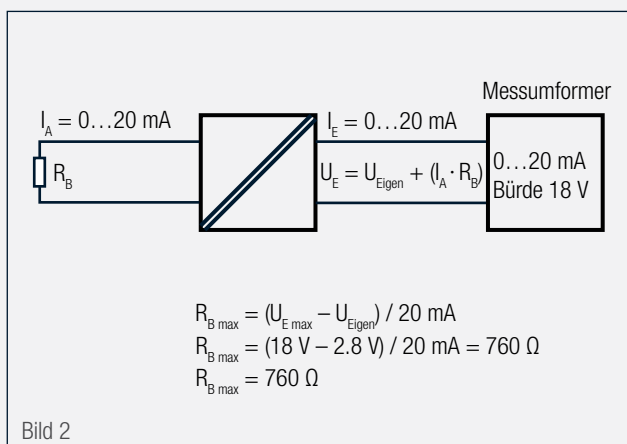 Messumformer
I_A = 0…20 mA
I_E = 0…20 mA
R_B
U_E = U_Eigen + (I_A · R_B)
0…20 mA
Bürde 18 V
R_B max = (U_E max – U_Eigen) / 20 mA
R_B max = (18 V – 2.8 V) / 20 mA = 760 Ω
R_B max = 760 Ω
Bild 2